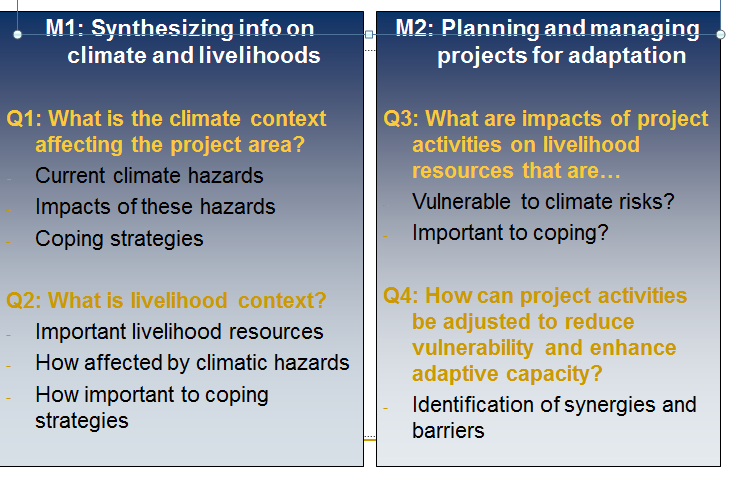 M1: Synthesizing info on
climate and livelihoods
Q1: What is the climate context
affecting the project area?
- Current climate hazards
- Impacts of these hazards
- Coping strategies
Q2: What is livelihood context?
- Important livelihood resources
- How affected by climatic hazards
- How important to coping
strategies
M2: Planning and managing
projects for adaptation
Q3: What are impacts of project
activities on livelihood
resources that are…
Vulnerable to climate risks?
- Important to coping?
Q4: How can project activities
be adjusted to reduce
vulnerability and enhance
adaptive capacity?
- Identification of synergies and
barriers